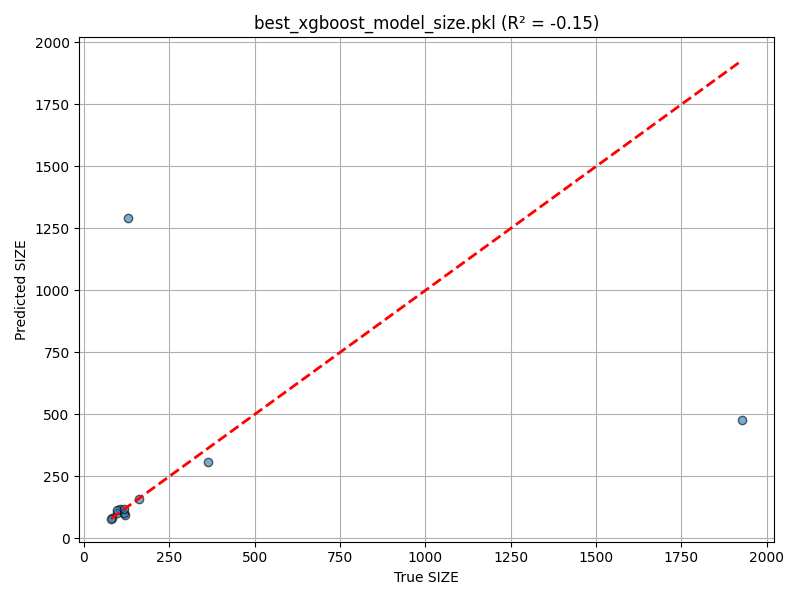 best_xgboost_model_size.pkl (R² = -0.15)
2000
1750
1500
1250
1000
750
500
250
0
Predicted SIZE
0 250 500 750 1000 1250 1500 1750 2000
True SIZE